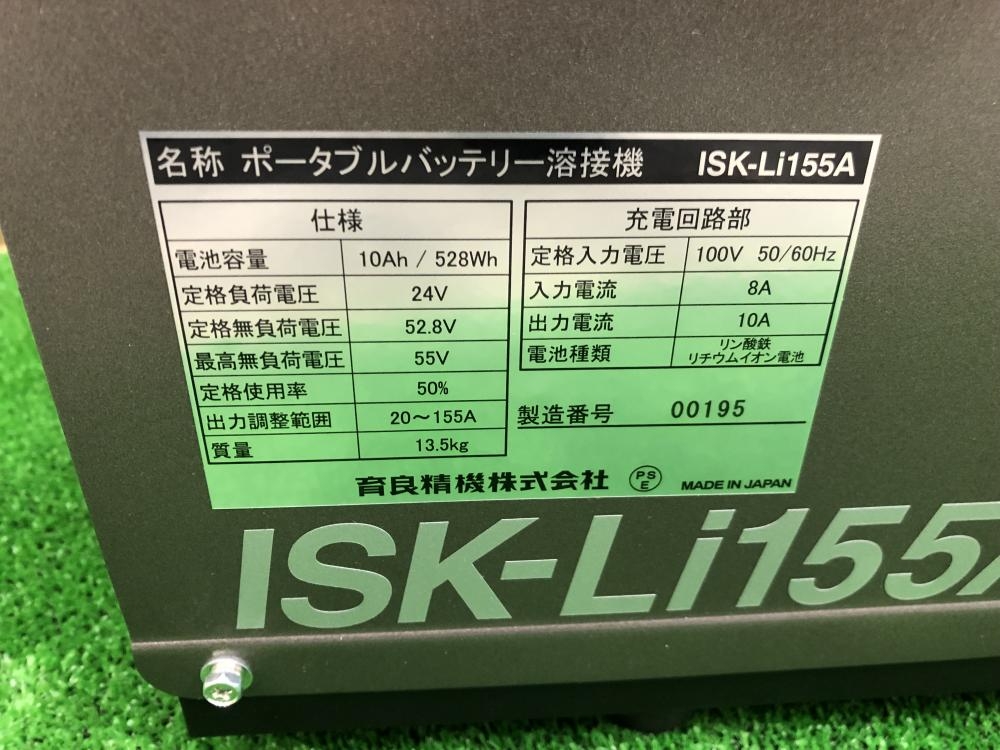 名称 ポータブルバッテリー溶接機 ISK-Li155A
仕様
電池容量 10Ah / 528Wh
定格負荷電圧 24V
定格無負荷電圧 52.8V
最高無負荷電圧 55V
定格使用率 50%
出力調整範囲 20～155A
質量 13.5kg
充電回路部
定格入力電圧 100V 50/60Hz
入力電流 8A
出力電流 10A
電池種類 リン酸鉄
リチウムイオン電池
製造番号 00195
育良精機株式会社 PS E MADE IN JAPAN
ISK-Li155A